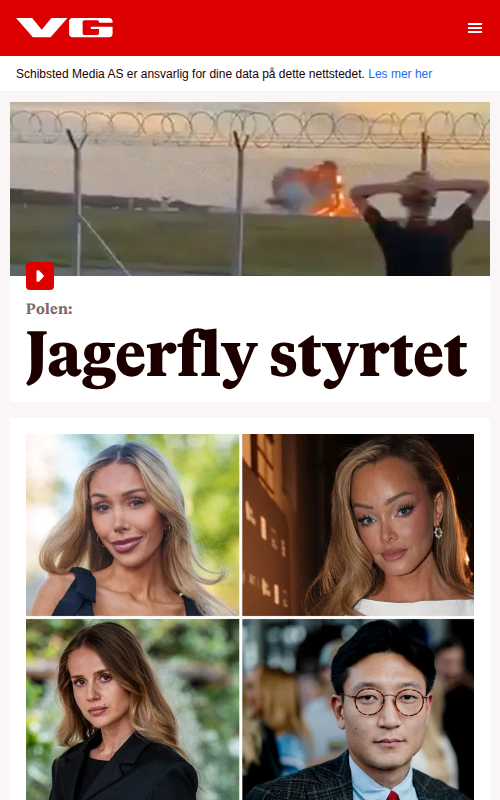 VG
Schibsted Media AS er ansvarlig for dine data på dette nettstedet. Les mer her
Polen:
Jagerfly styrtet